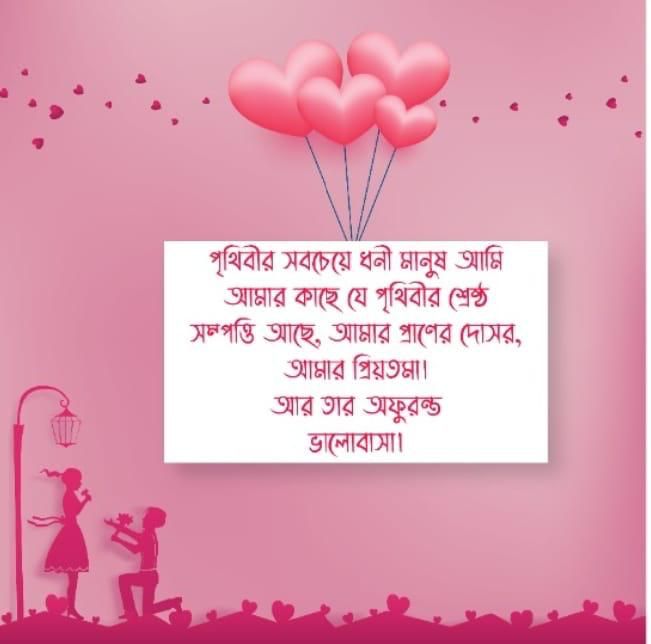 পৃথিবীর সবচেয়ে ধনী মানুষ আমি
আমার কাছে যে পৃথিবীর শ্রেষ্ঠ
সম্পত্তি আছে, আমার প্রাণের দোসর,
আমার প্রিয়তমা।
আর তার অফুরন্ত
ভালোবাসা।